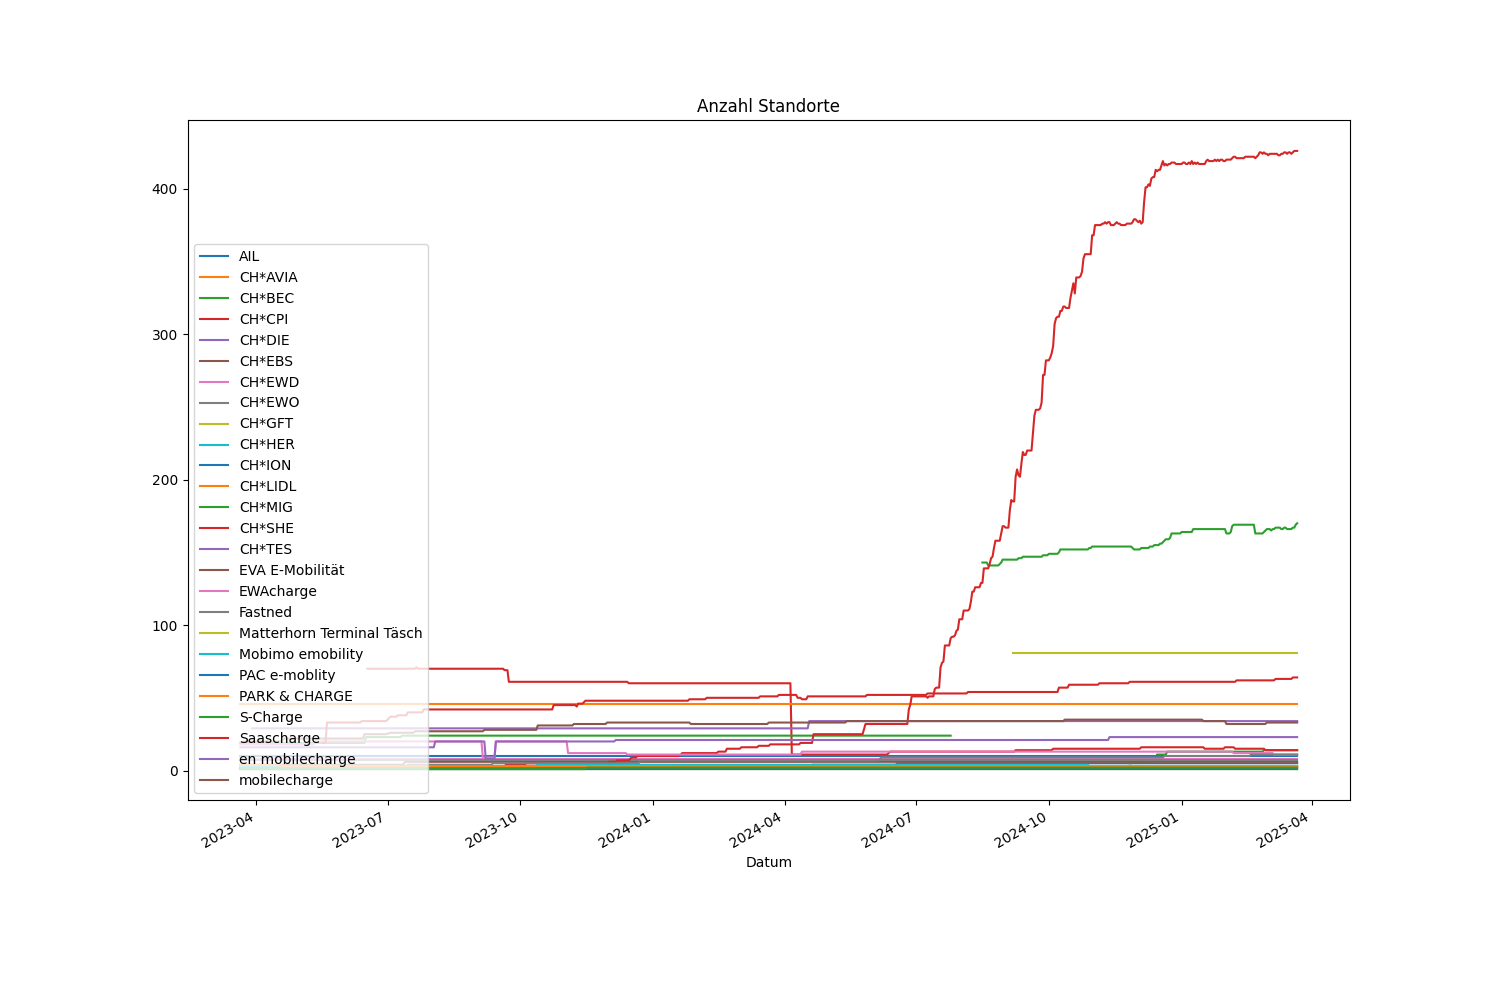 Anzahl Standorte
400
300
200
100
0
AIL
CH*AVIA
CH*BEC
CH*CPI
CH*DIE
CH*EBS
CH*EWD
CH*EWO
CH*GFT
CH*HER
CH*ION
CH*LIDL
CH*MIG
CH*SHE
CH*TES
EVA E-Mobilität
EWAcharge
Fastned
Matterhorn Terminal Täsch
Mobimo emobility
PAC e-moblity
PARK & CHARGE
S-Charge
Saascharge
en mobilecharge
mobilecharge
2023-04
2023-07
2023-10
2024-01
2024-04
2024-07
2024-10
2025-01
2025-04
Datum